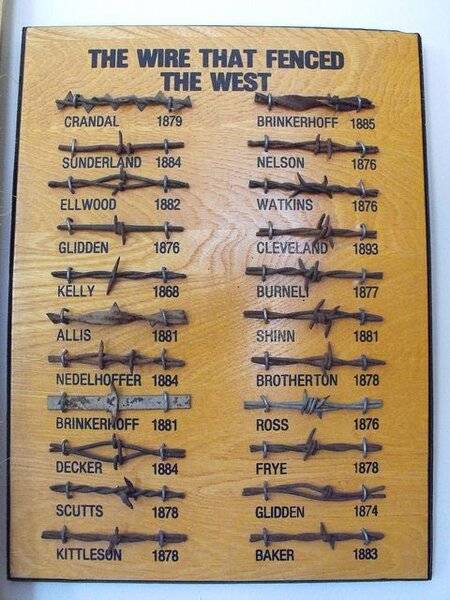 THE WIRE THAT FENCED
THE WEST
CRANDAL 1879
SUNDERLAND 1884
ELLWOOD 1882
GLIDDEN 1876
KELLY 1868
ALLIS 1881
NEDELHOFFER 1884
BRINKERHOFF 1881
DECKER 1884
SCUTTS 1878
KITTLESON 1878
BRINKERHOFF 1885
NELSON 1876
WATKINS 1876
CLEVELAND 1893
BURNELL 1877
SHINN 1881
BROTHERTON 1878
ROSS 1876
FRYE 1878
GLIDDEN 1874
BAKER 1883